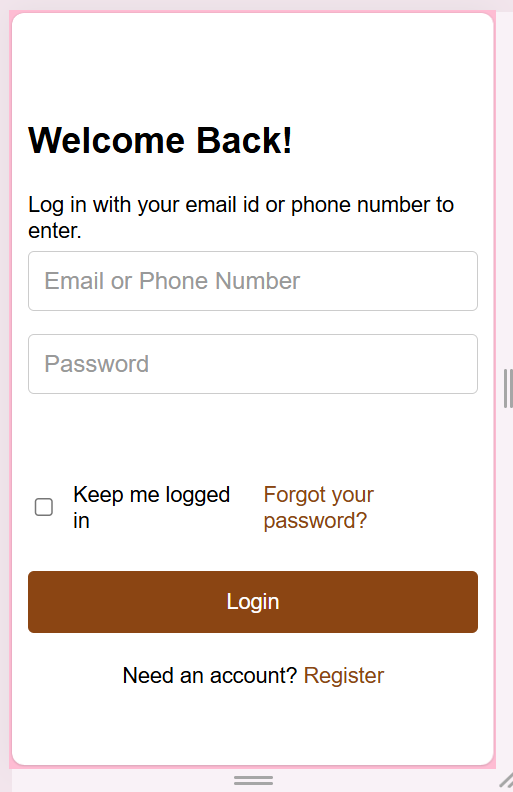 Welcome Back!
Log in with your email id or phone number to
enter.
Email or Phone Number
Password
Keep me logged
in
Forgot your
password?
Login
Need an account? Register